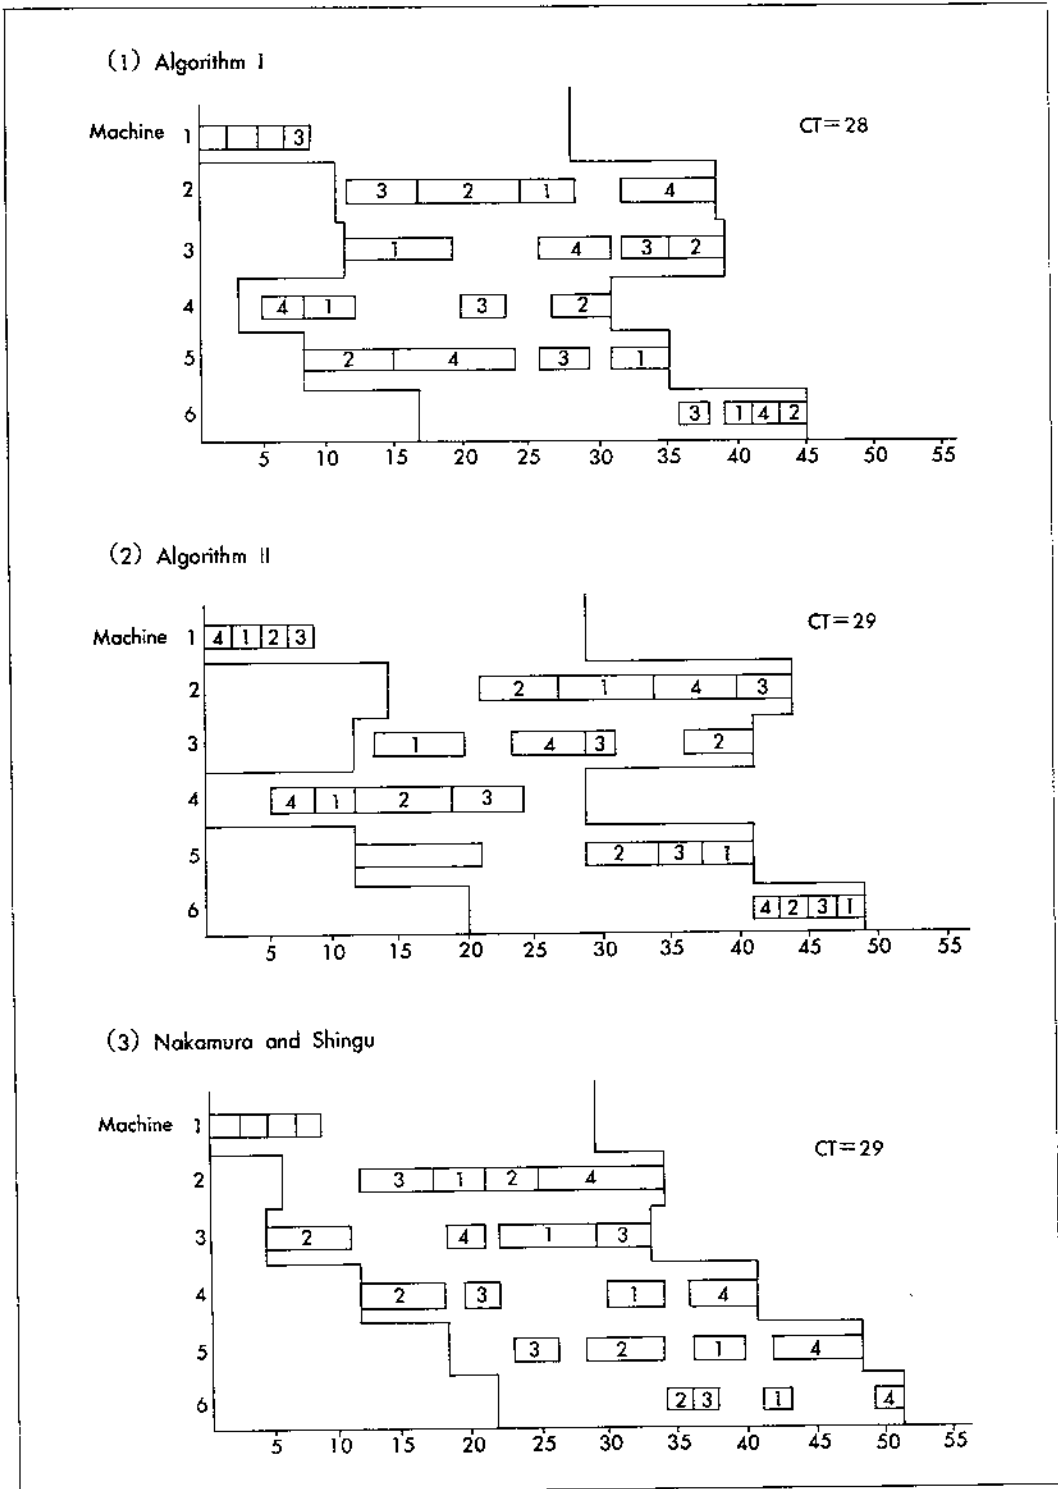 (1) Algorithm I
CT=28
Machine 1 3
2 3 2 1 4
3 1 4 3 2
4 4 1 3 2
5 2 4 3 1
6 3 1 4 2
5 10 15 20 25 30 35 40 45 50 55
(2) Algorithm II
CT=29
Machine 1 4 1 2 3
2 2 1 4 3
3 1 4 3 2
4 4 1 2 3
5 2 3 1
6 4 2 3 1
5 10 15 20 25 30 35 40 45 50 55
(3) Nakamura and Shingu
Machine 1
CT=29
2 3 1 2 4
3 2 4 1 3
4 2 3 1 4
5 3 2 1 4
6 2 3 1 4
5 10 15 20 25 30 35 40 45 50 55